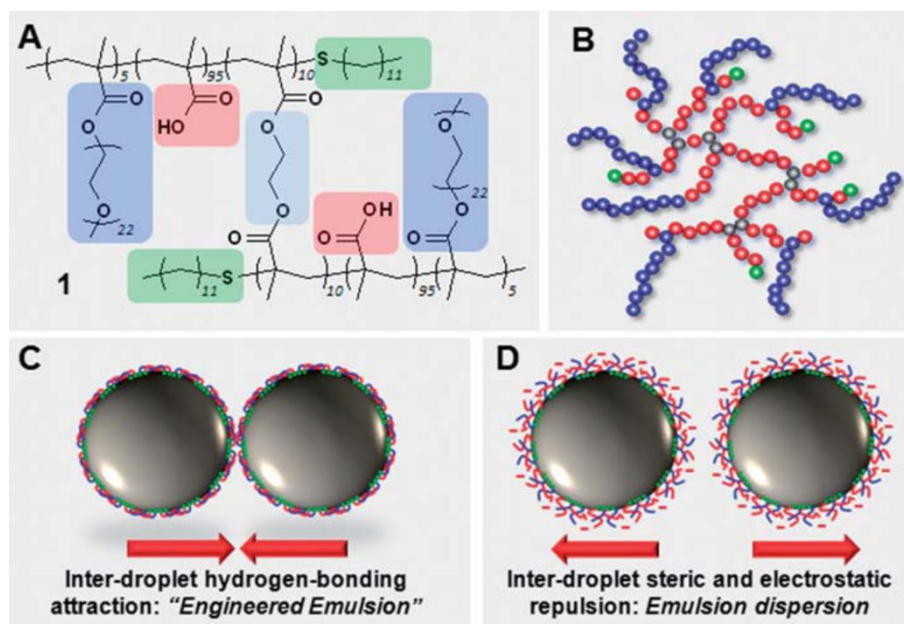 A
5
95
10
S
11
O
O
HO
O
O
O
O
O
22
O
O
OH
O
O
22
O
O
O
1
11
S
10
95
5
B
C
Inter-droplet hydrogen-bonding
attraction: “Engineered Emulsion”
D
Inter-droplet steric and electrostatic
repulsion: Emulsion dispersion